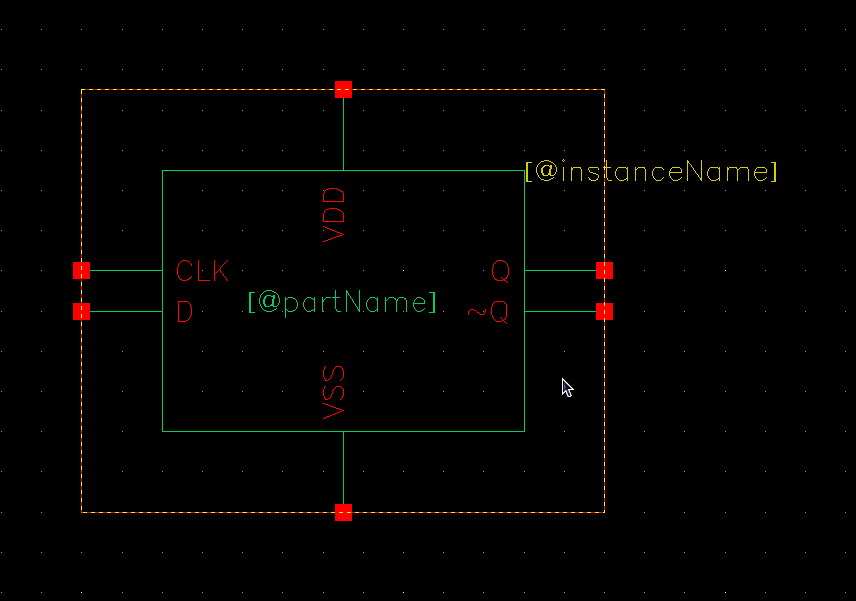 [@instanceName]
VDD
CLK
Q
[@partName]
D
~Q
VSS